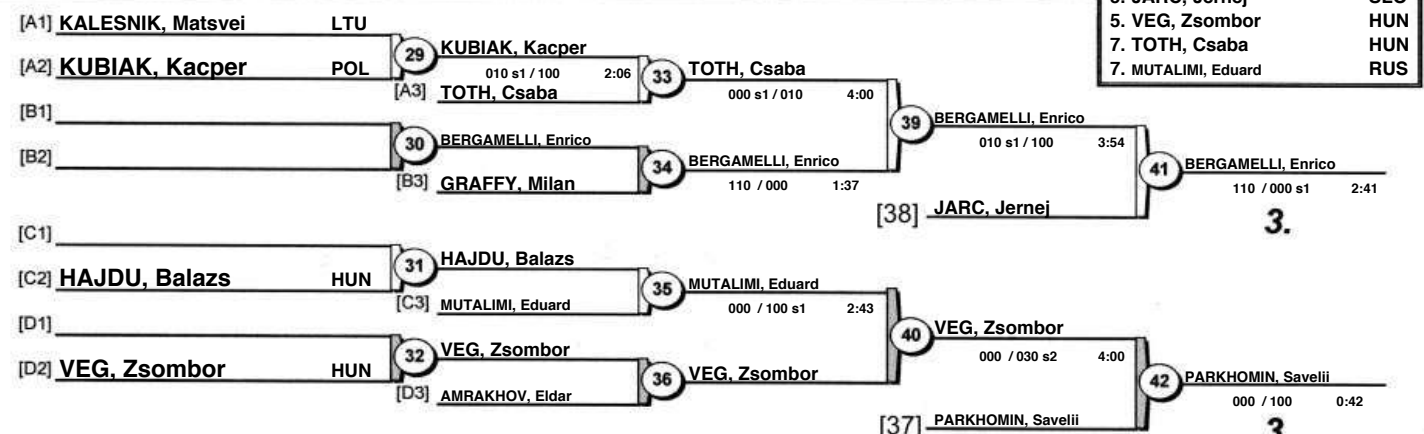 5. VEG, Zsombor HUN
7. TOTH, Csaba HUN
7. MUTALIMI, Eduard RUS
[A1] KALESNIK, Matsvei LTU
29 KUBIAK, Kacper
[A2] KUBIAK, Kacper POL
010 s1 / 100 2:06
33 TOTH, Csaba
[A3] TOTH, Csaba
000 s1 / 010 4:00
[B1]
39 BERGAMELLI, Enrico
30 BERGAMELLI, Enrico
010 s1 / 100 3:54
[B2]
34 BERGAMELLI, Enrico
41 BERGAMELLI, Enrico
[B3] GRAFFY, Milan
110 / 000 1:37
110 / 000 s1 2:41
[38] JARC, Jernej
3.
[C1]
31 HAJDU, Balazs
[C2] HAJDU, Balazs HUN
35 MUTALIMI, Eduard
[C3] MUTALIMI, Eduard
000 / 100 s1 2:43
[D1]
40 VEG, Zsombor
32 VEG, Zsombor
000 / 030 s2 4:00
[D2] VEG, Zsombor HUN
36 VEG, Zsombor
42 PARKHOMIN, Savelii
[D3] AMRAKHOV, Eldar
000 / 100 0:42
[37] PARKHOMIN, Savelii